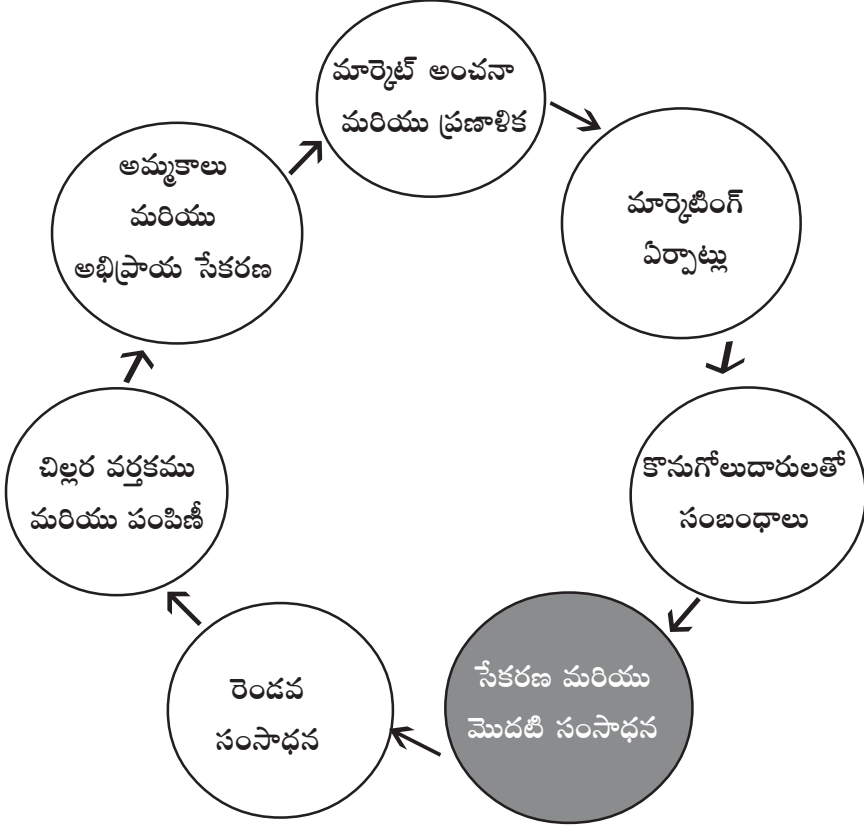 మార్కెట్ అంచనా
మరియు ప్రణాళిక
మార్కెటింగ్
ఏర్పాట్లు
కొనుగోలుదారులతో
సంబంధాలు
సేకరణ మరియు
మొదటి సంసాధన
రెండవ
సంసాధన
చిల్లర వర్తకము
మరియు పంపిణీ
అమ్మకాలు
మరియు
అభిప్రాయ సేకరణ